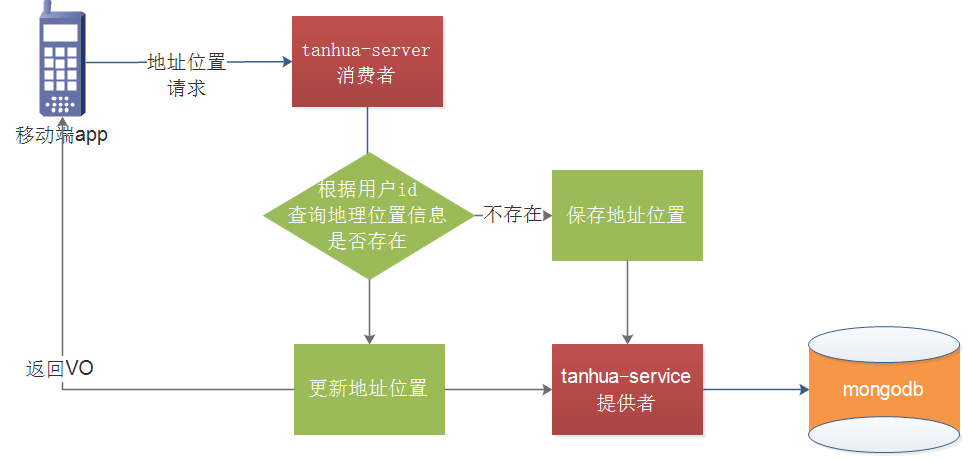 地址位置
请求
tanhua-server
消费者
移动端app
根据用户id
查询地理位置信息
是否存在
不存在
保存地址位置
返回VO
更新地址位置
tanhua-service
提供者
mongodb